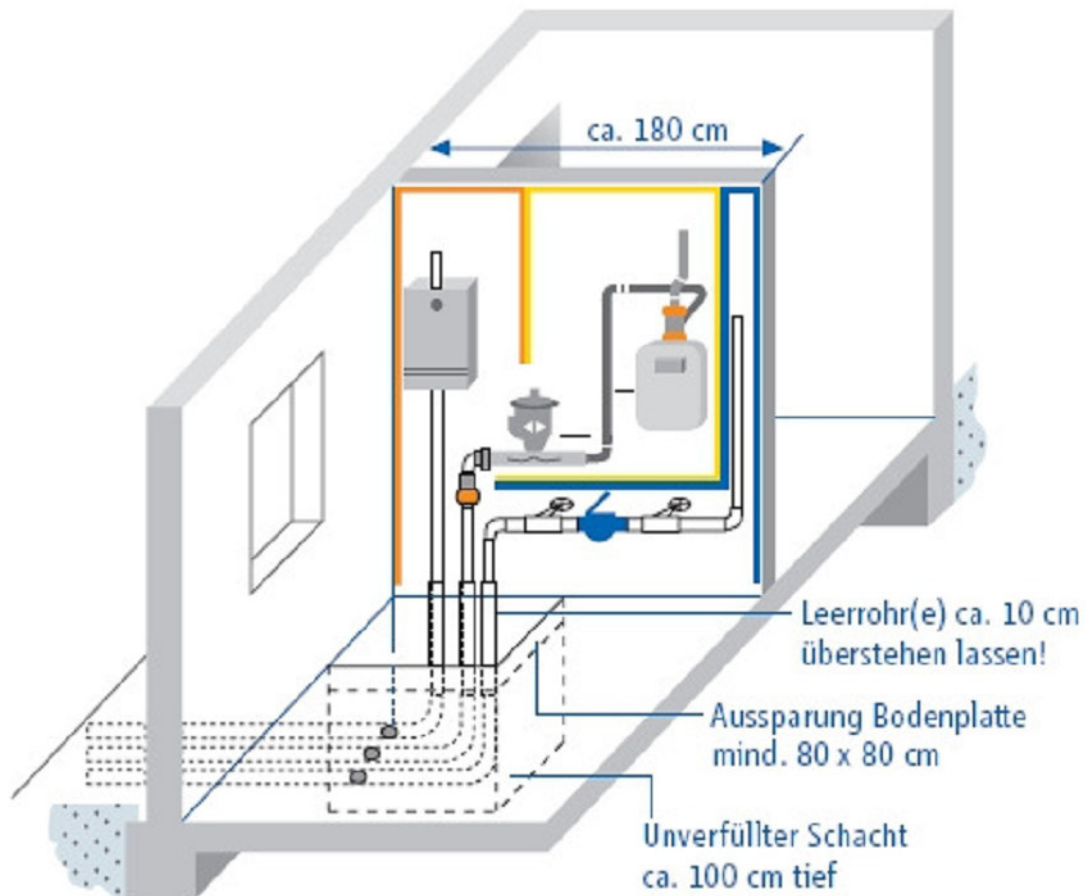 ca. 180 cm
Leerrohr(e) ca. 10 cm
überstehen lassen!
Aussparung Bodenplatte
mind. 80 x 80 cm
Unverfüllter Schacht
ca. 100 cm tief